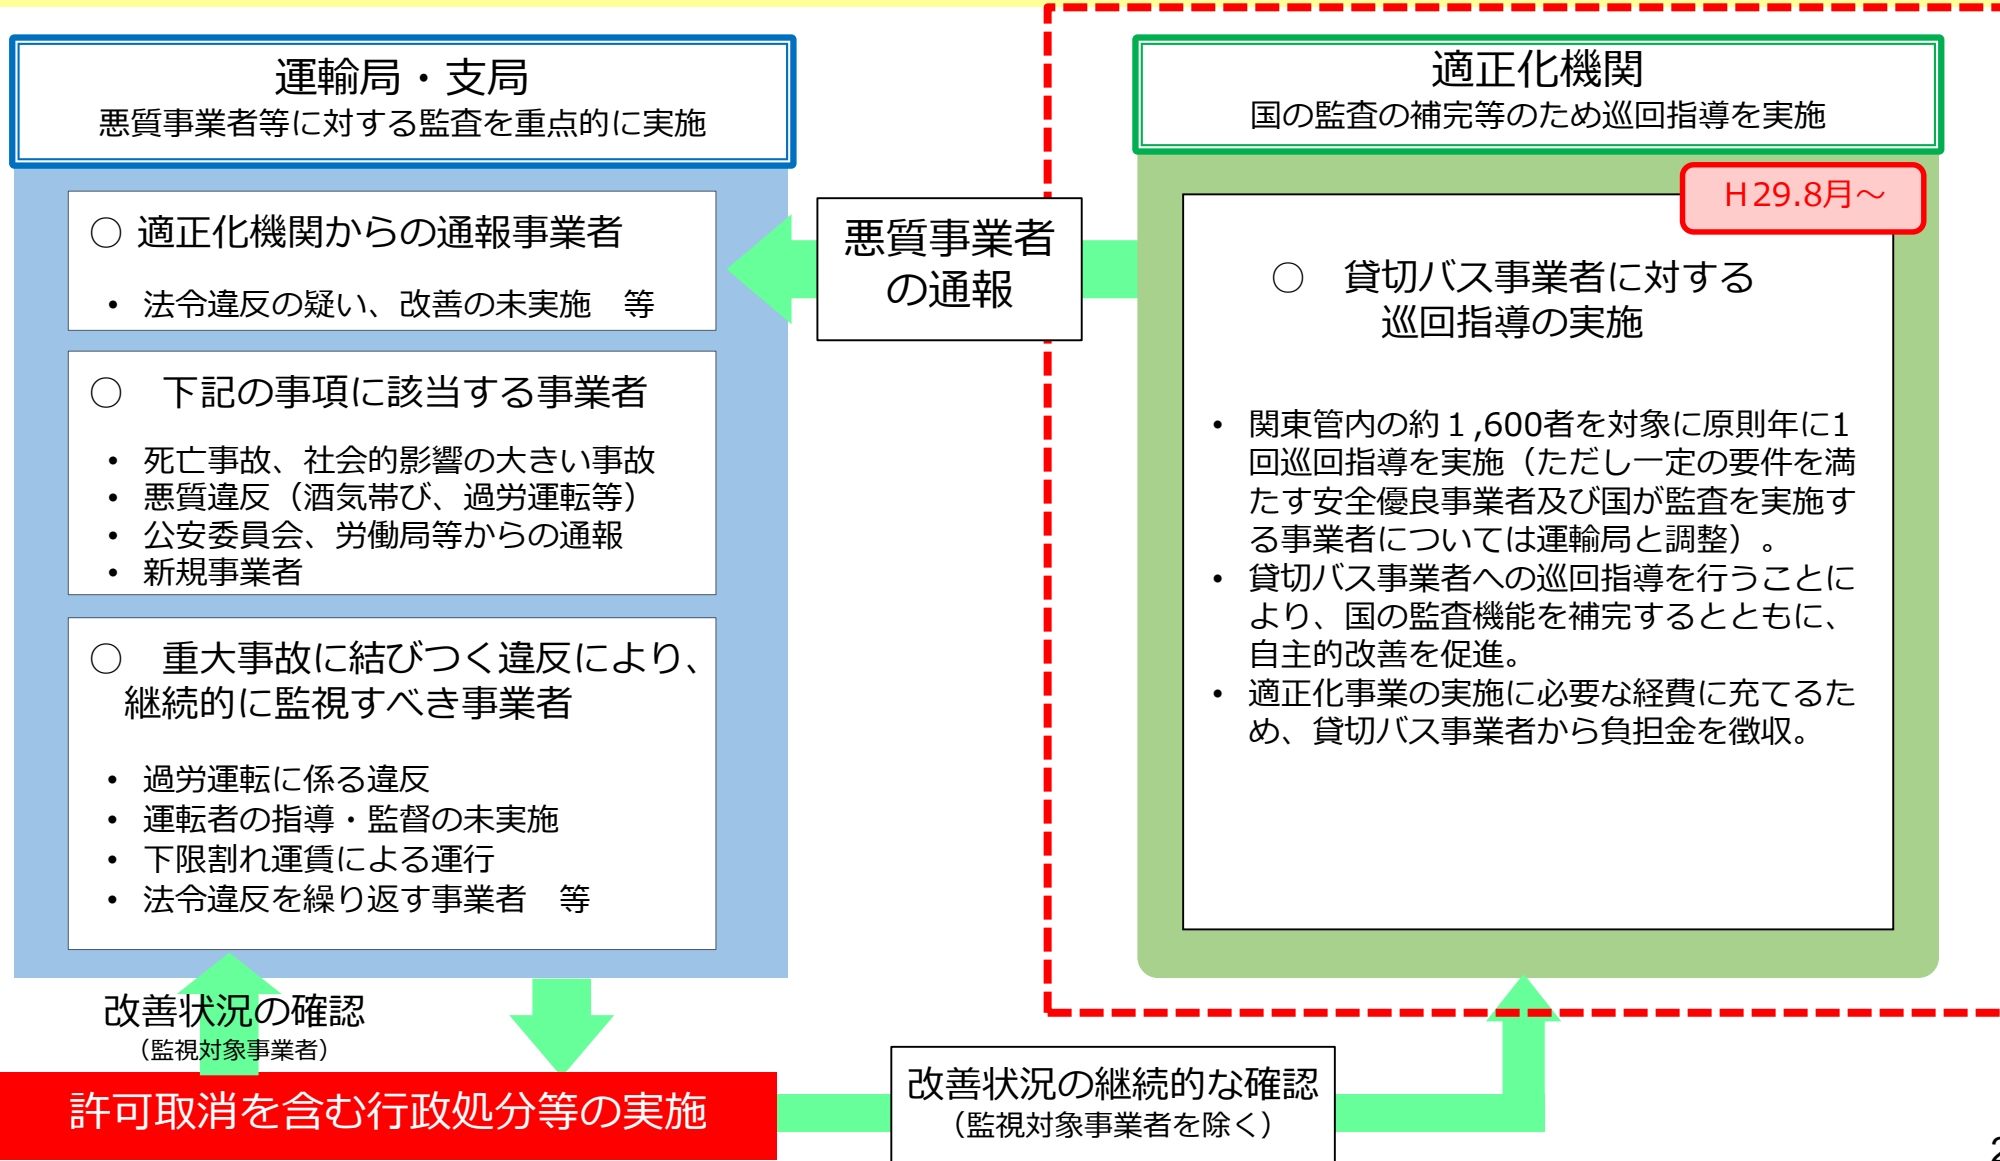 運輸局・支局
悪質事業者等に対する監査を重点的に実施
○ 適正化機関からの通報事業者
• 法令違反の疑い、改善の未実施　等
○　下記の事項に該当する事業者
• 死亡事故、社会的影響の大きい事故
• 悪質違反（酒気帯び、過労運転等）
• 公安委員会、労働局等からの通報
• 新規事業者
○　重大事故に結びつく違反により、
継続的に監視すべき事業者
• 過労運転に係る違反
• 運転者の指導・監督の未実施
• 下限割れ運賃による運行
• 法令違反を繰り返す事業者　等
悪質事業者
の通報
適正化機関
国の監査の補完等のため巡回指導を実施
Ｈ29.8月～
○　貸切バス事業者に対する
巡回指導の実施
• 関東管内の約１,600者を対象に原則年に1
回巡回指導を実施（ただし一定の要件を満
たす安全優良事業者及び国が監査を実施す
る事業者については運輸局と調整）。
• 貸切バス事業者への巡回指導を行うことに
より、国の監査機能を補完するとともに、
自主的改善を促進。
• 適正化事業の実施に必要な経費に充てるた
め、貸切バス事業者から負担金を徴収。
改善状況の確認
（監視対象事業者）
許可取消を含む行政処分等の実施
改善状況の継続的な確認
（監視対象事業者を除く）
2